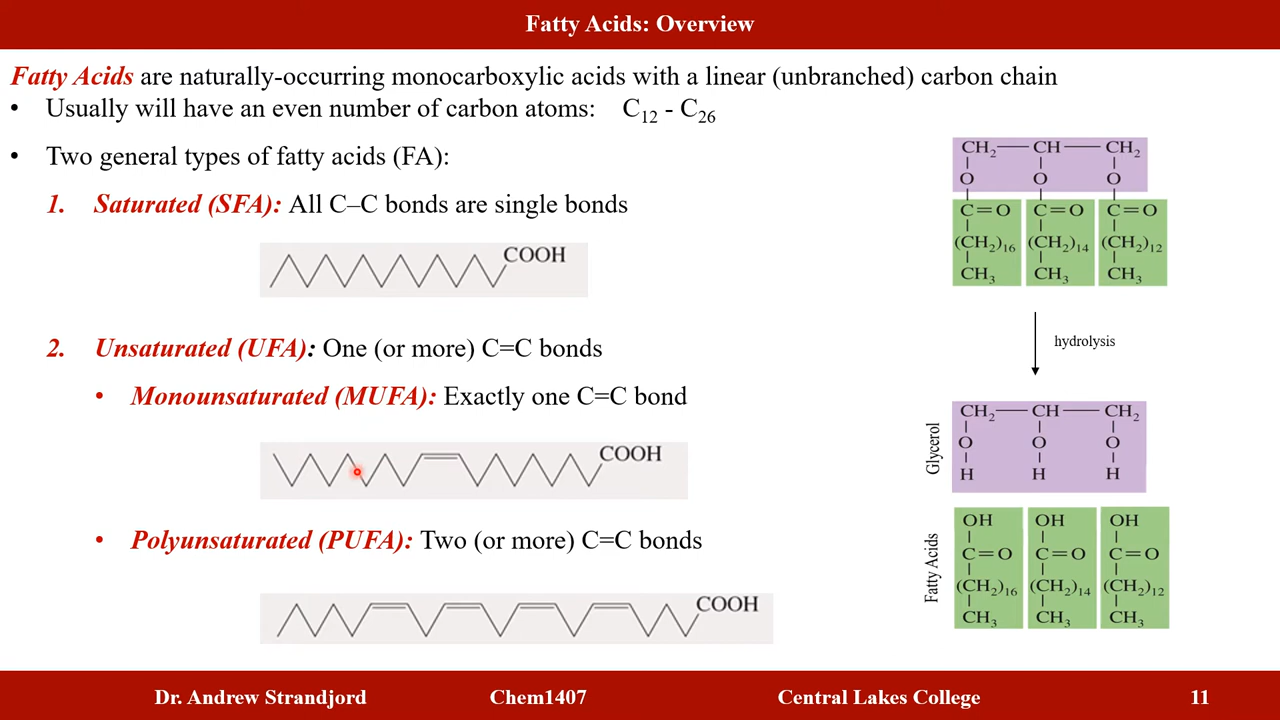 Fatty Acids: Overview
Fatty Acids are naturally-occurring monocarboxylic acids with a linear (unbranched) carbon chain
• Usually will have an even number of carbon atoms: C₁₂ - C₂₆
• Two general types of fatty acids (FA):
1. Saturated (SFA): All C–C bonds are single bonds
COOH
2. Unsaturated (UFA): One (or more) C=C bonds
• Monounsaturated (MUFA): Exactly one C=C bond
COOH
• Polyunsaturated (PUFA): Two (or more) C=C bonds
COOH
CH₂ — CH — CH₂
O O O
C=O C=O C=O
(CH₂)₁₆ (CH₂)₁₄ (CH₂)₁₂
CH₃ CH₃ CH₃
hydrolysis
Glycerol
CH₂ — CH — CH₂
O O O
H H H
Fatty Acids
OH OH OH
C=O C=O C=O
(CH₂)₁₆ (CH₂)₁₄ (CH₂)₁₂
CH₃ CH₃ CH₃
Dr. Andrew Strandjord Chem1407 Central Lakes College 11